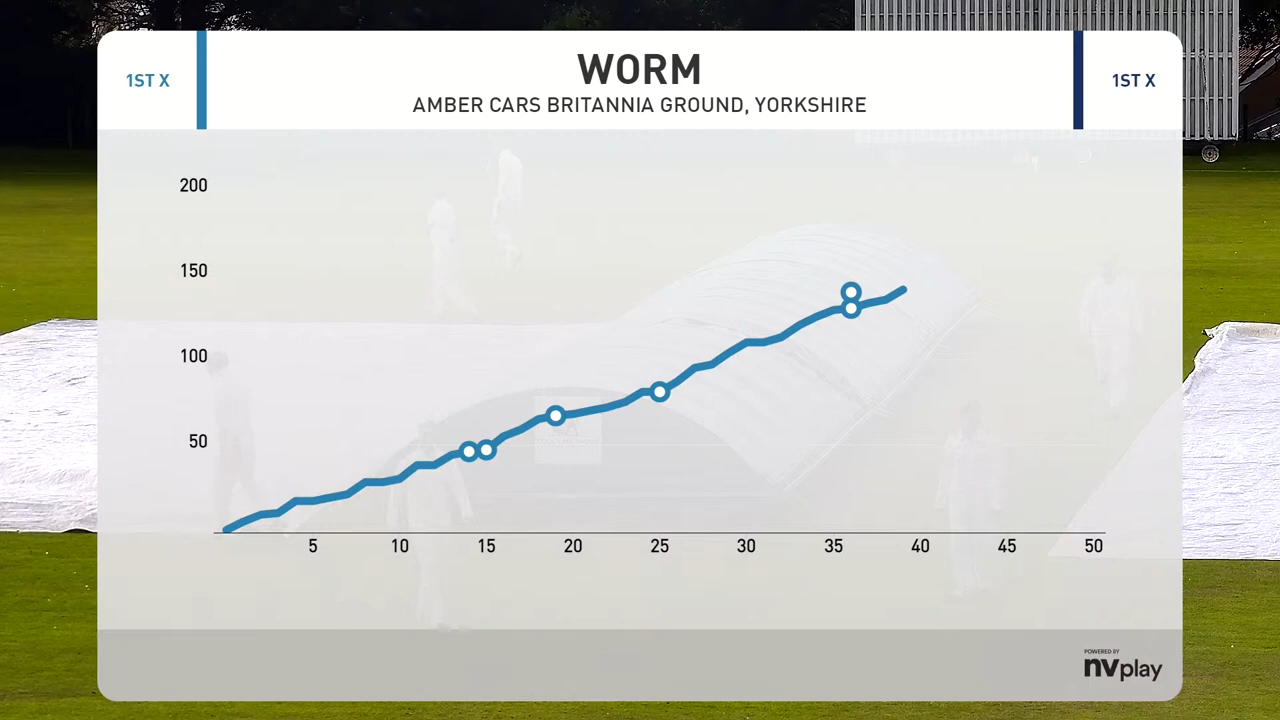 1ST X
WORM
AMBER CARS BRITANNIA GROUND, YORKSHIRE
1ST X
200
150
100
50
5 10 15 20 25 30 35 40 45 50
POWERED BY
nvplay